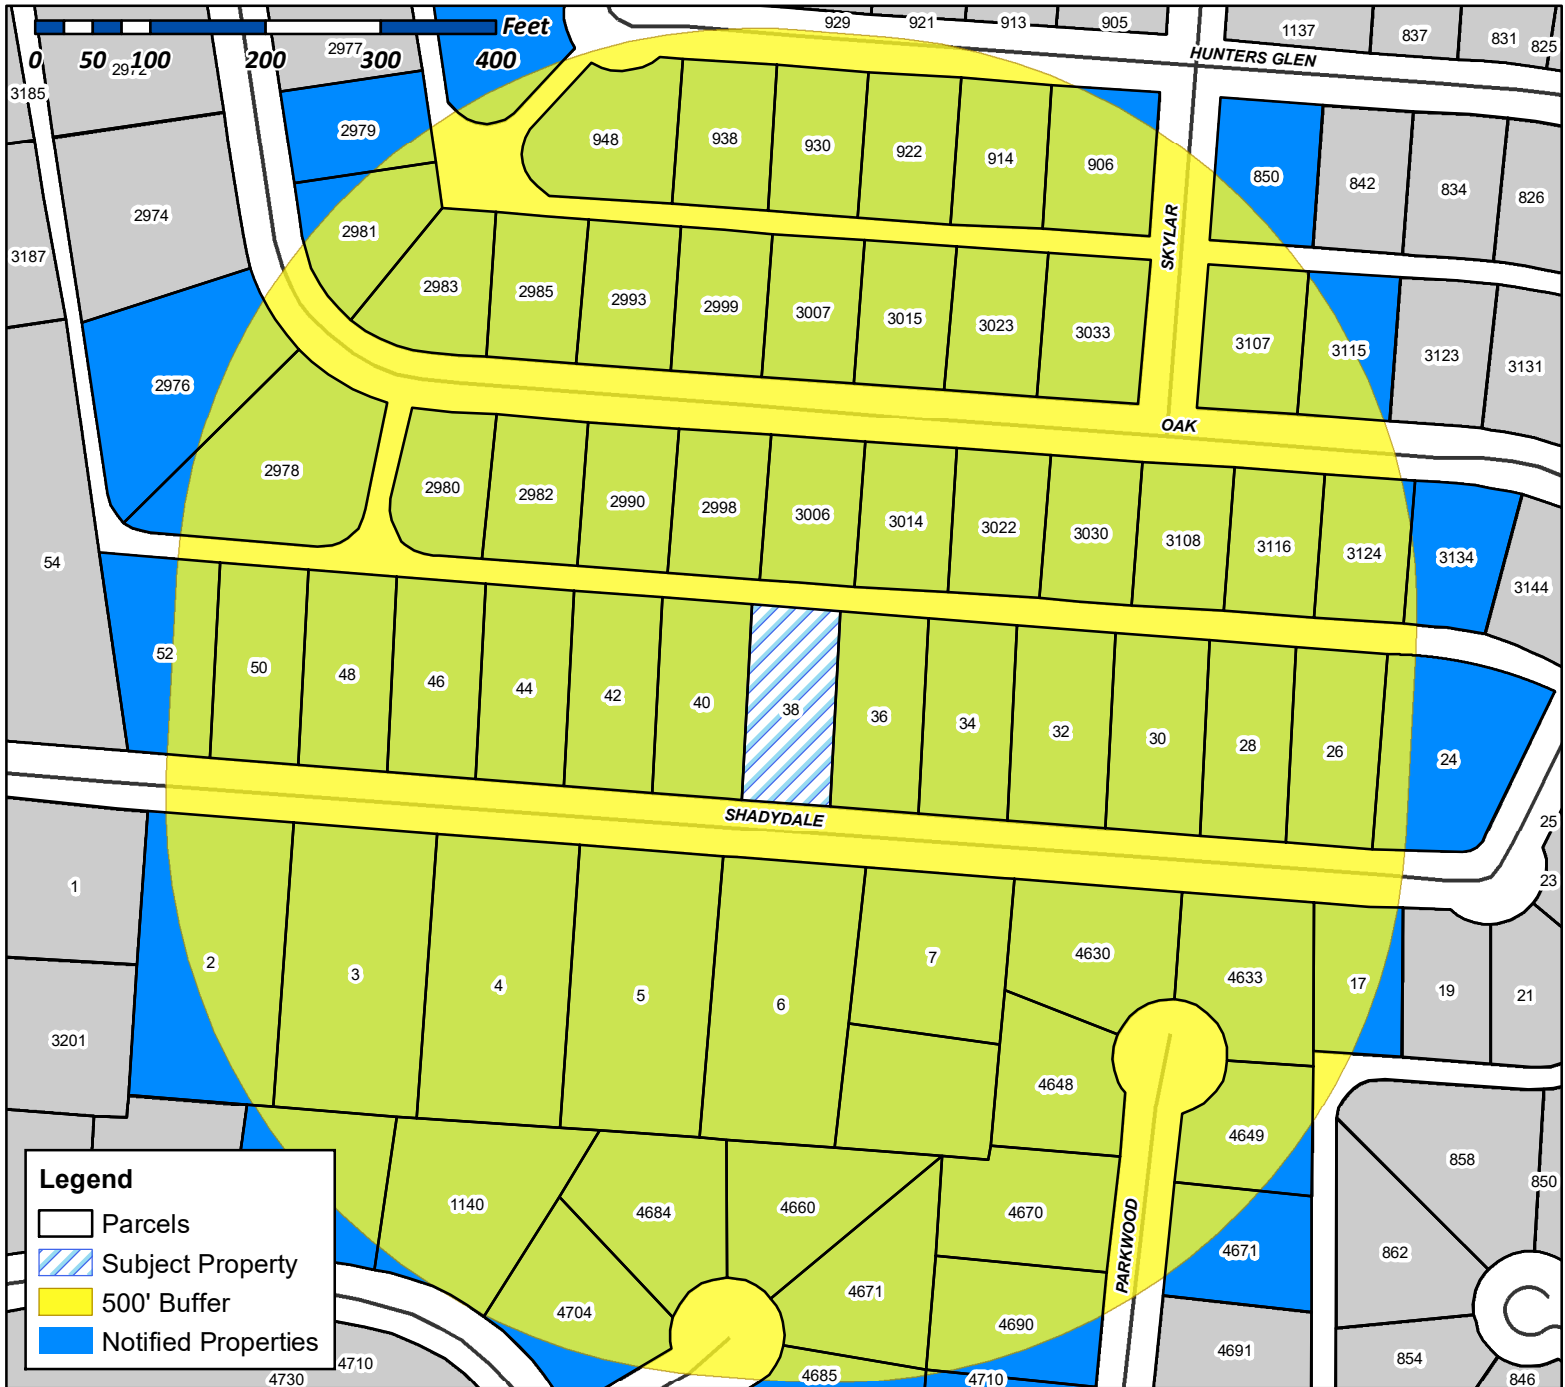 929 921 913 905
1137 837 831 825
Feet
0 50 100 200 300 400
2972 2977
HUNTERS GLEN
3185
2979 948 938 930 922 914 906
850 842 834 826
2974 2981
SKYLAR
3187
2983 2985 2993 2999 3007 3015 3023 3033
3107 3115 3123 3131
2976
OAK
2978 2980 2982 2990 2998 3006 3014 3022 3030 3108 3116 3124 3134 3144
54
52 50 48 46 44 42 40 38 36 34 32 30 28 26 24
SHADYDALE
25
23
1 2 3 4 5 6 7 4630 4633 17 19 21
3201
4648
4649
858 850
1140 4684 4660 4670
PARKWOOD
4671 862
4704 4671 4690
4691 854 846
4710 4730 4685 4710
Legend
Parcels
Subject Property
500' Buffer
Notified Properties